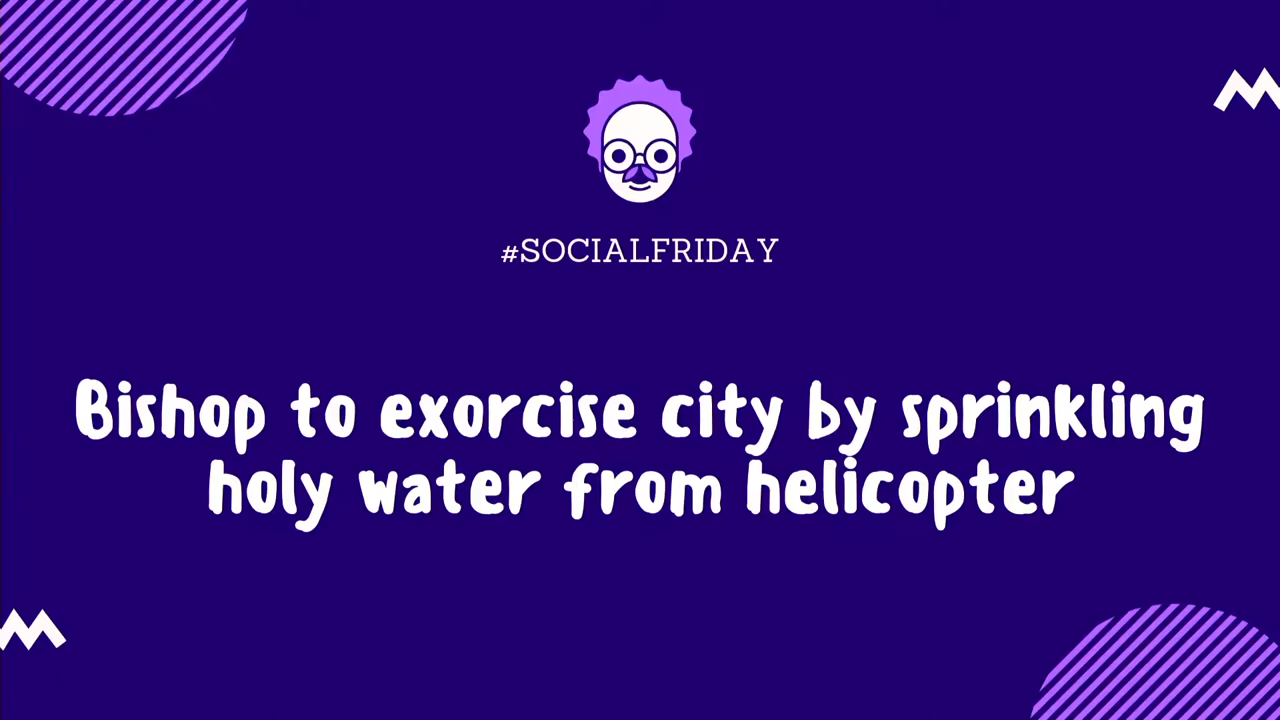 #SOCIALFRIDAY
Bishop to exorcise city by sprinkling
holy water from helicopter